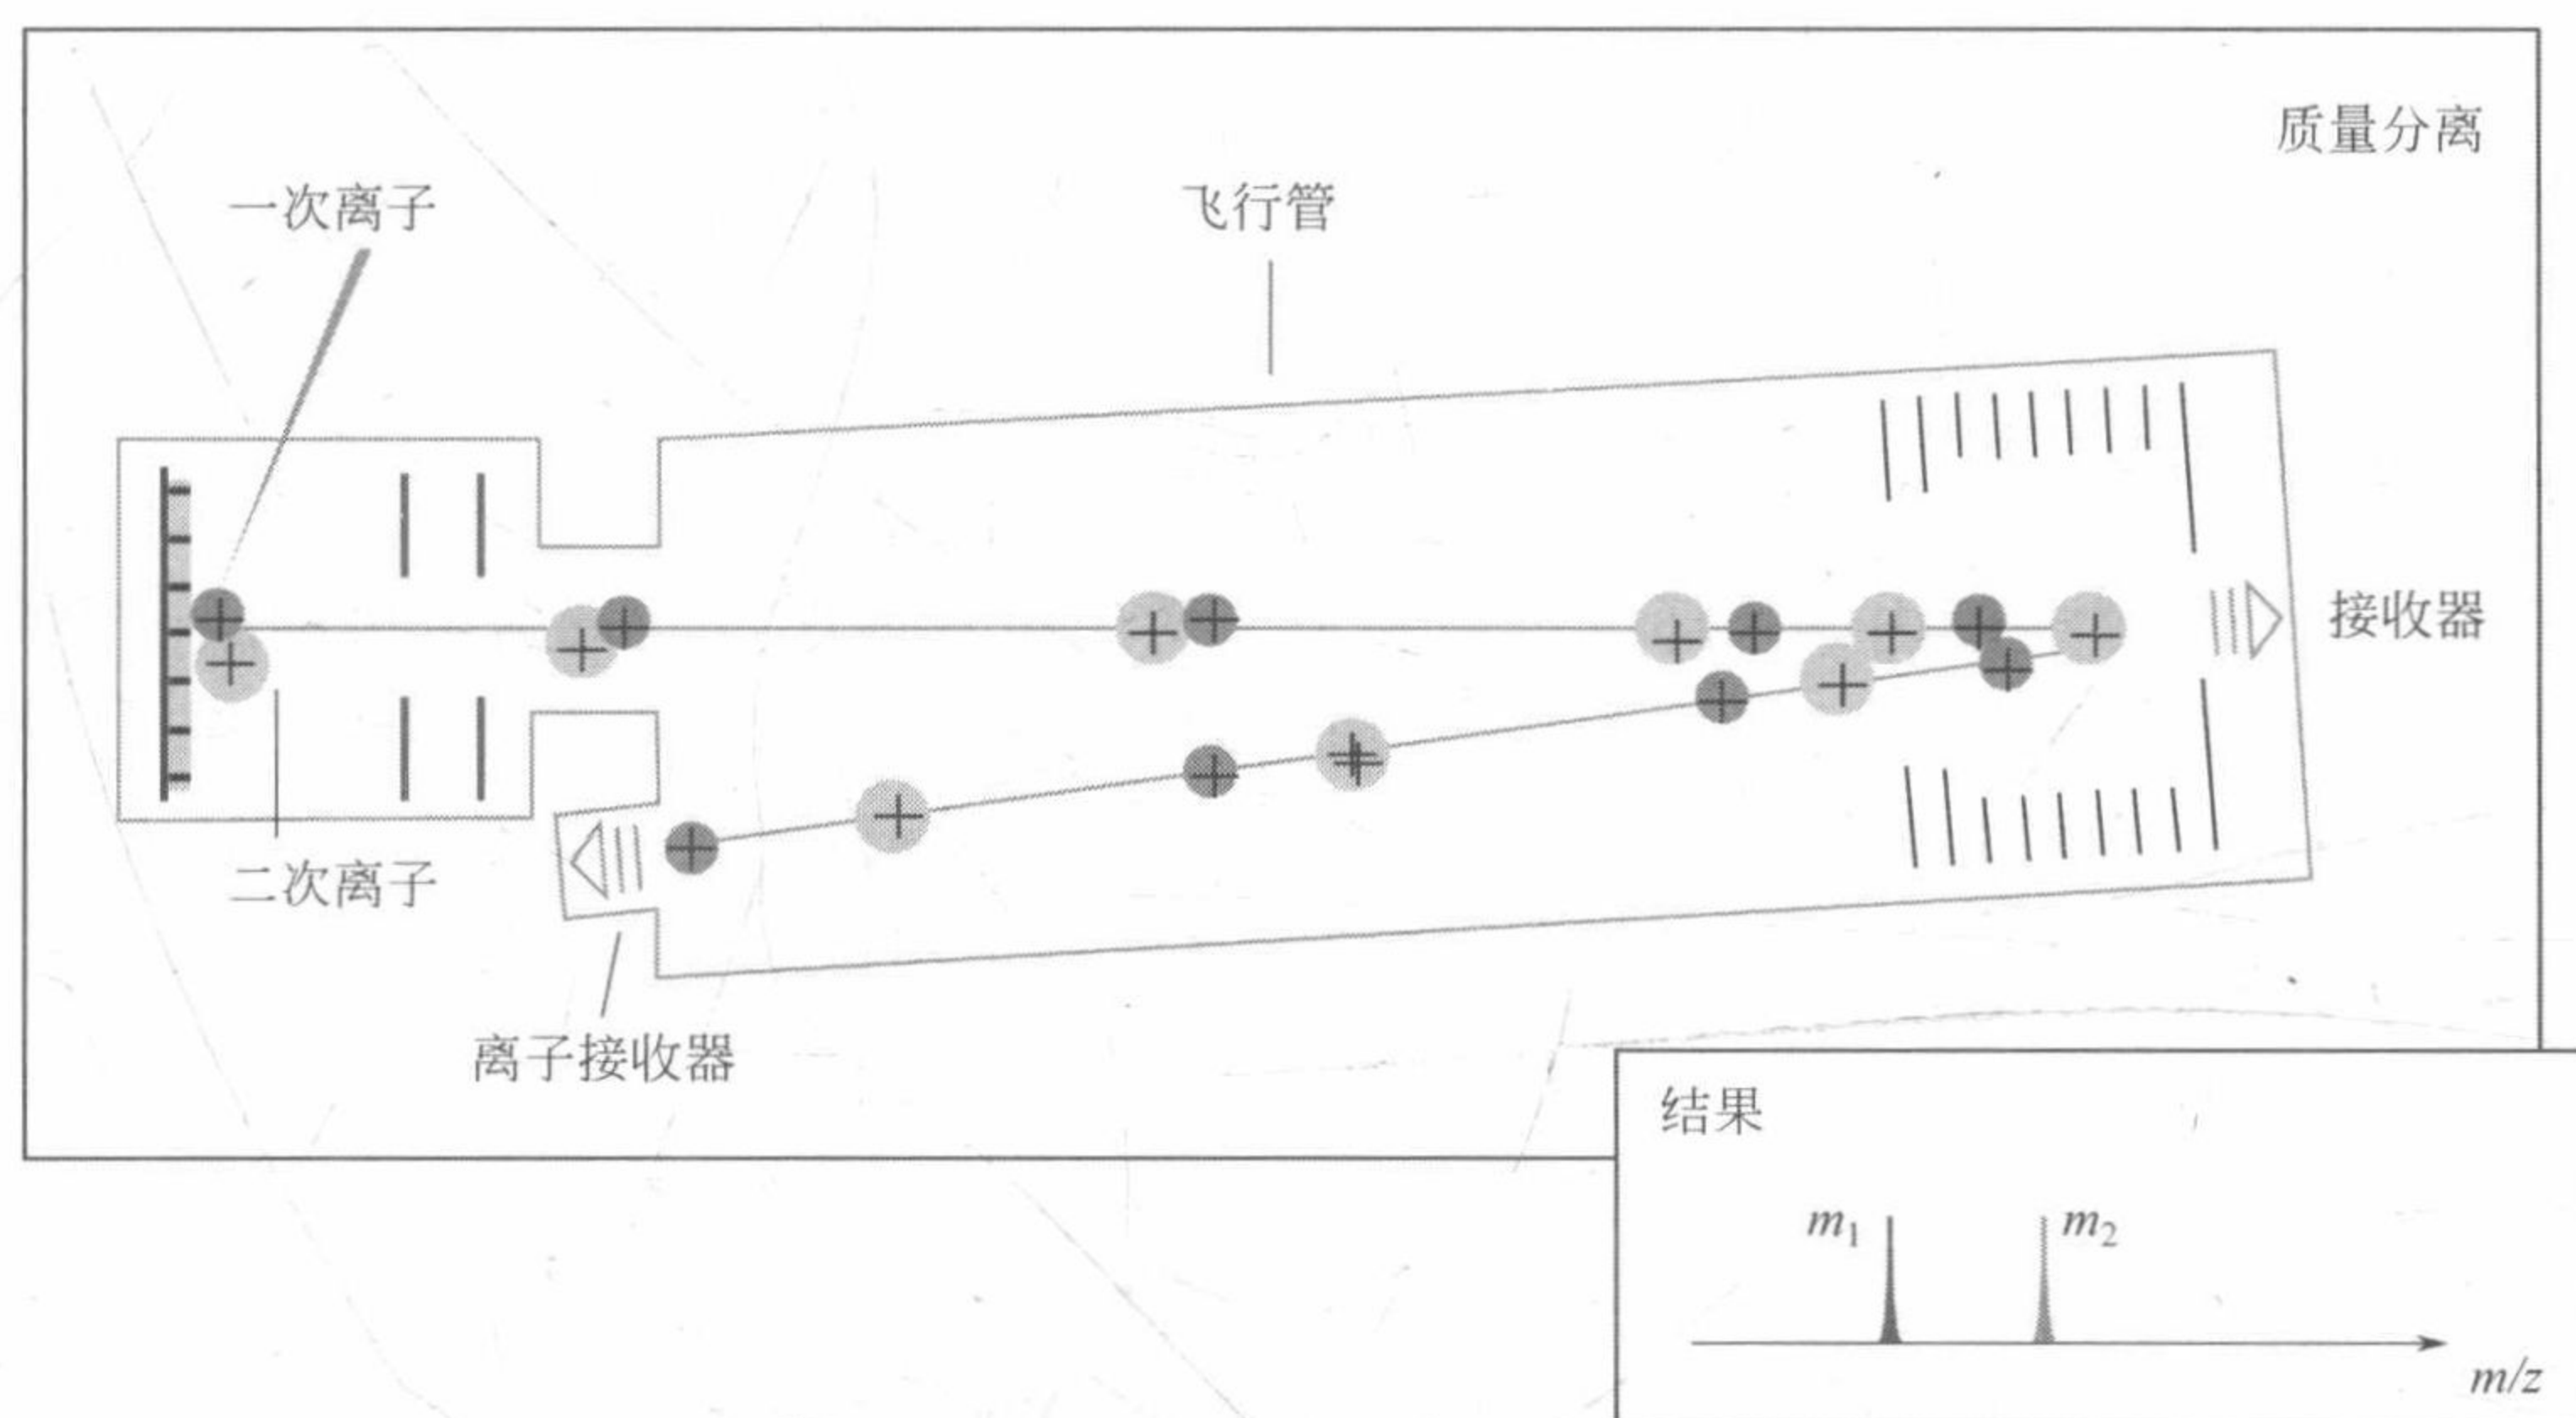 质量分离
一次离子
飞行管
接收器
二次离子
离子接收器
结果
m₁
m₂
m/z